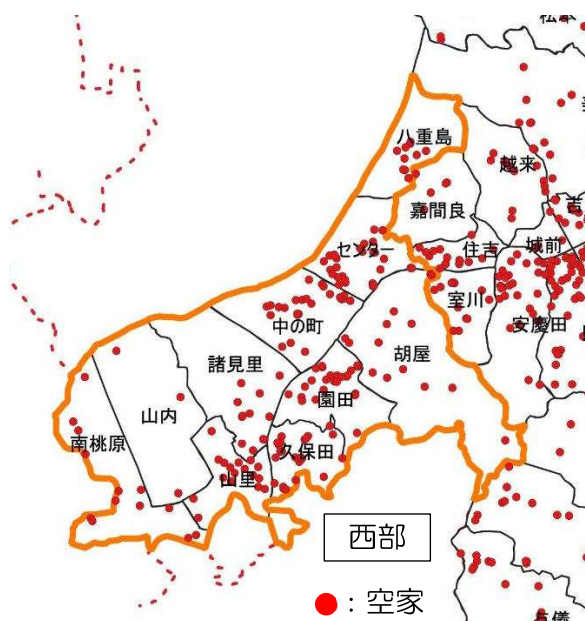 松本
八重島
越来
嘉間良
センター
住吉
城前
室川
中の町
安慶田
諸見里
胡屋
園田
山内
南桃原
久保田
山里
西部
●：空家